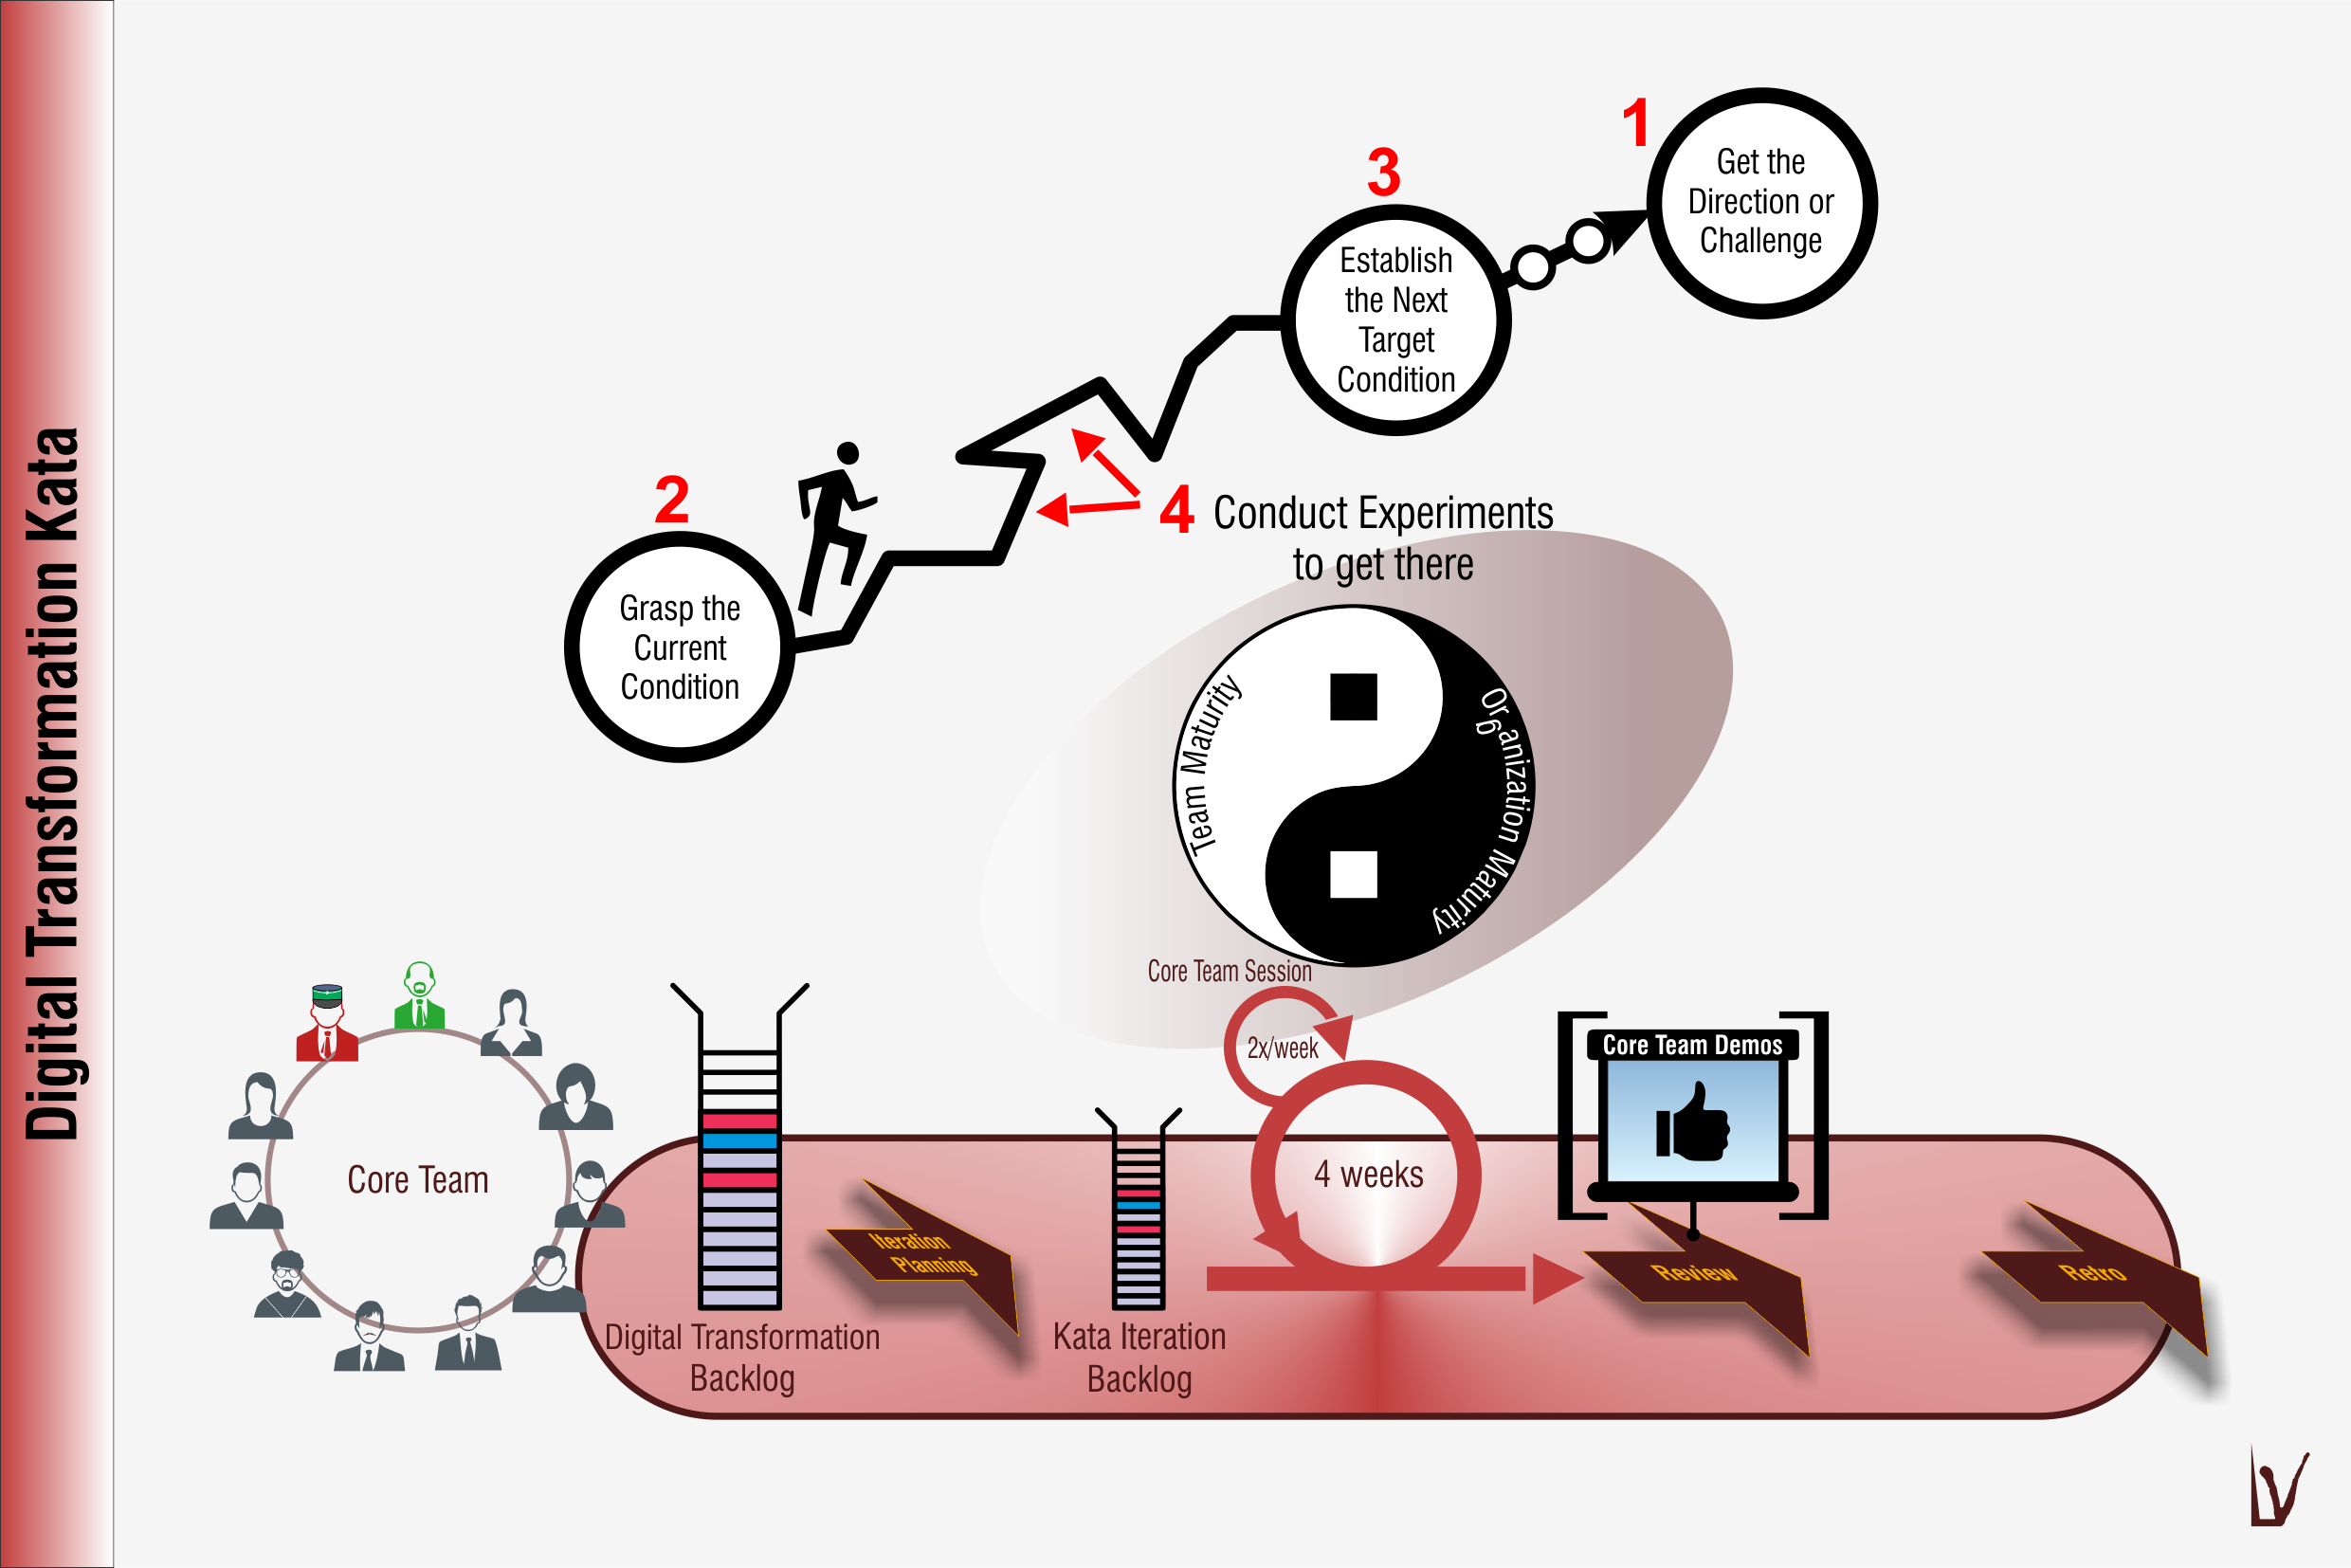 Digital Transformation Kata
1
Get the
Direction or
Challenge
3
Establish
the Next
Target
Condition
2
Grasp the
Current
Condition
4 Conduct Experiments
to get there
Team Maturity
Organization Maturity
Core Team Session
2x/week
4 weeks
Core Team Demos
Core Team
Iteration
Planning
Review
Retro
Digital Transformation
Backlog
Kata Iteration
Backlog